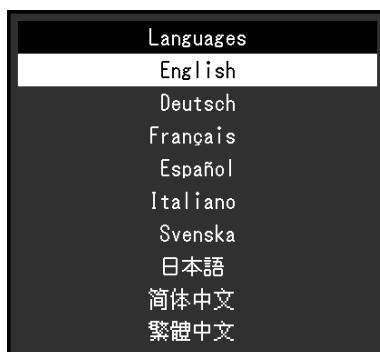 Languages
English
Deutsch
Français
Español
Italiano
Svenska
日本語
简体中文
繁體中文